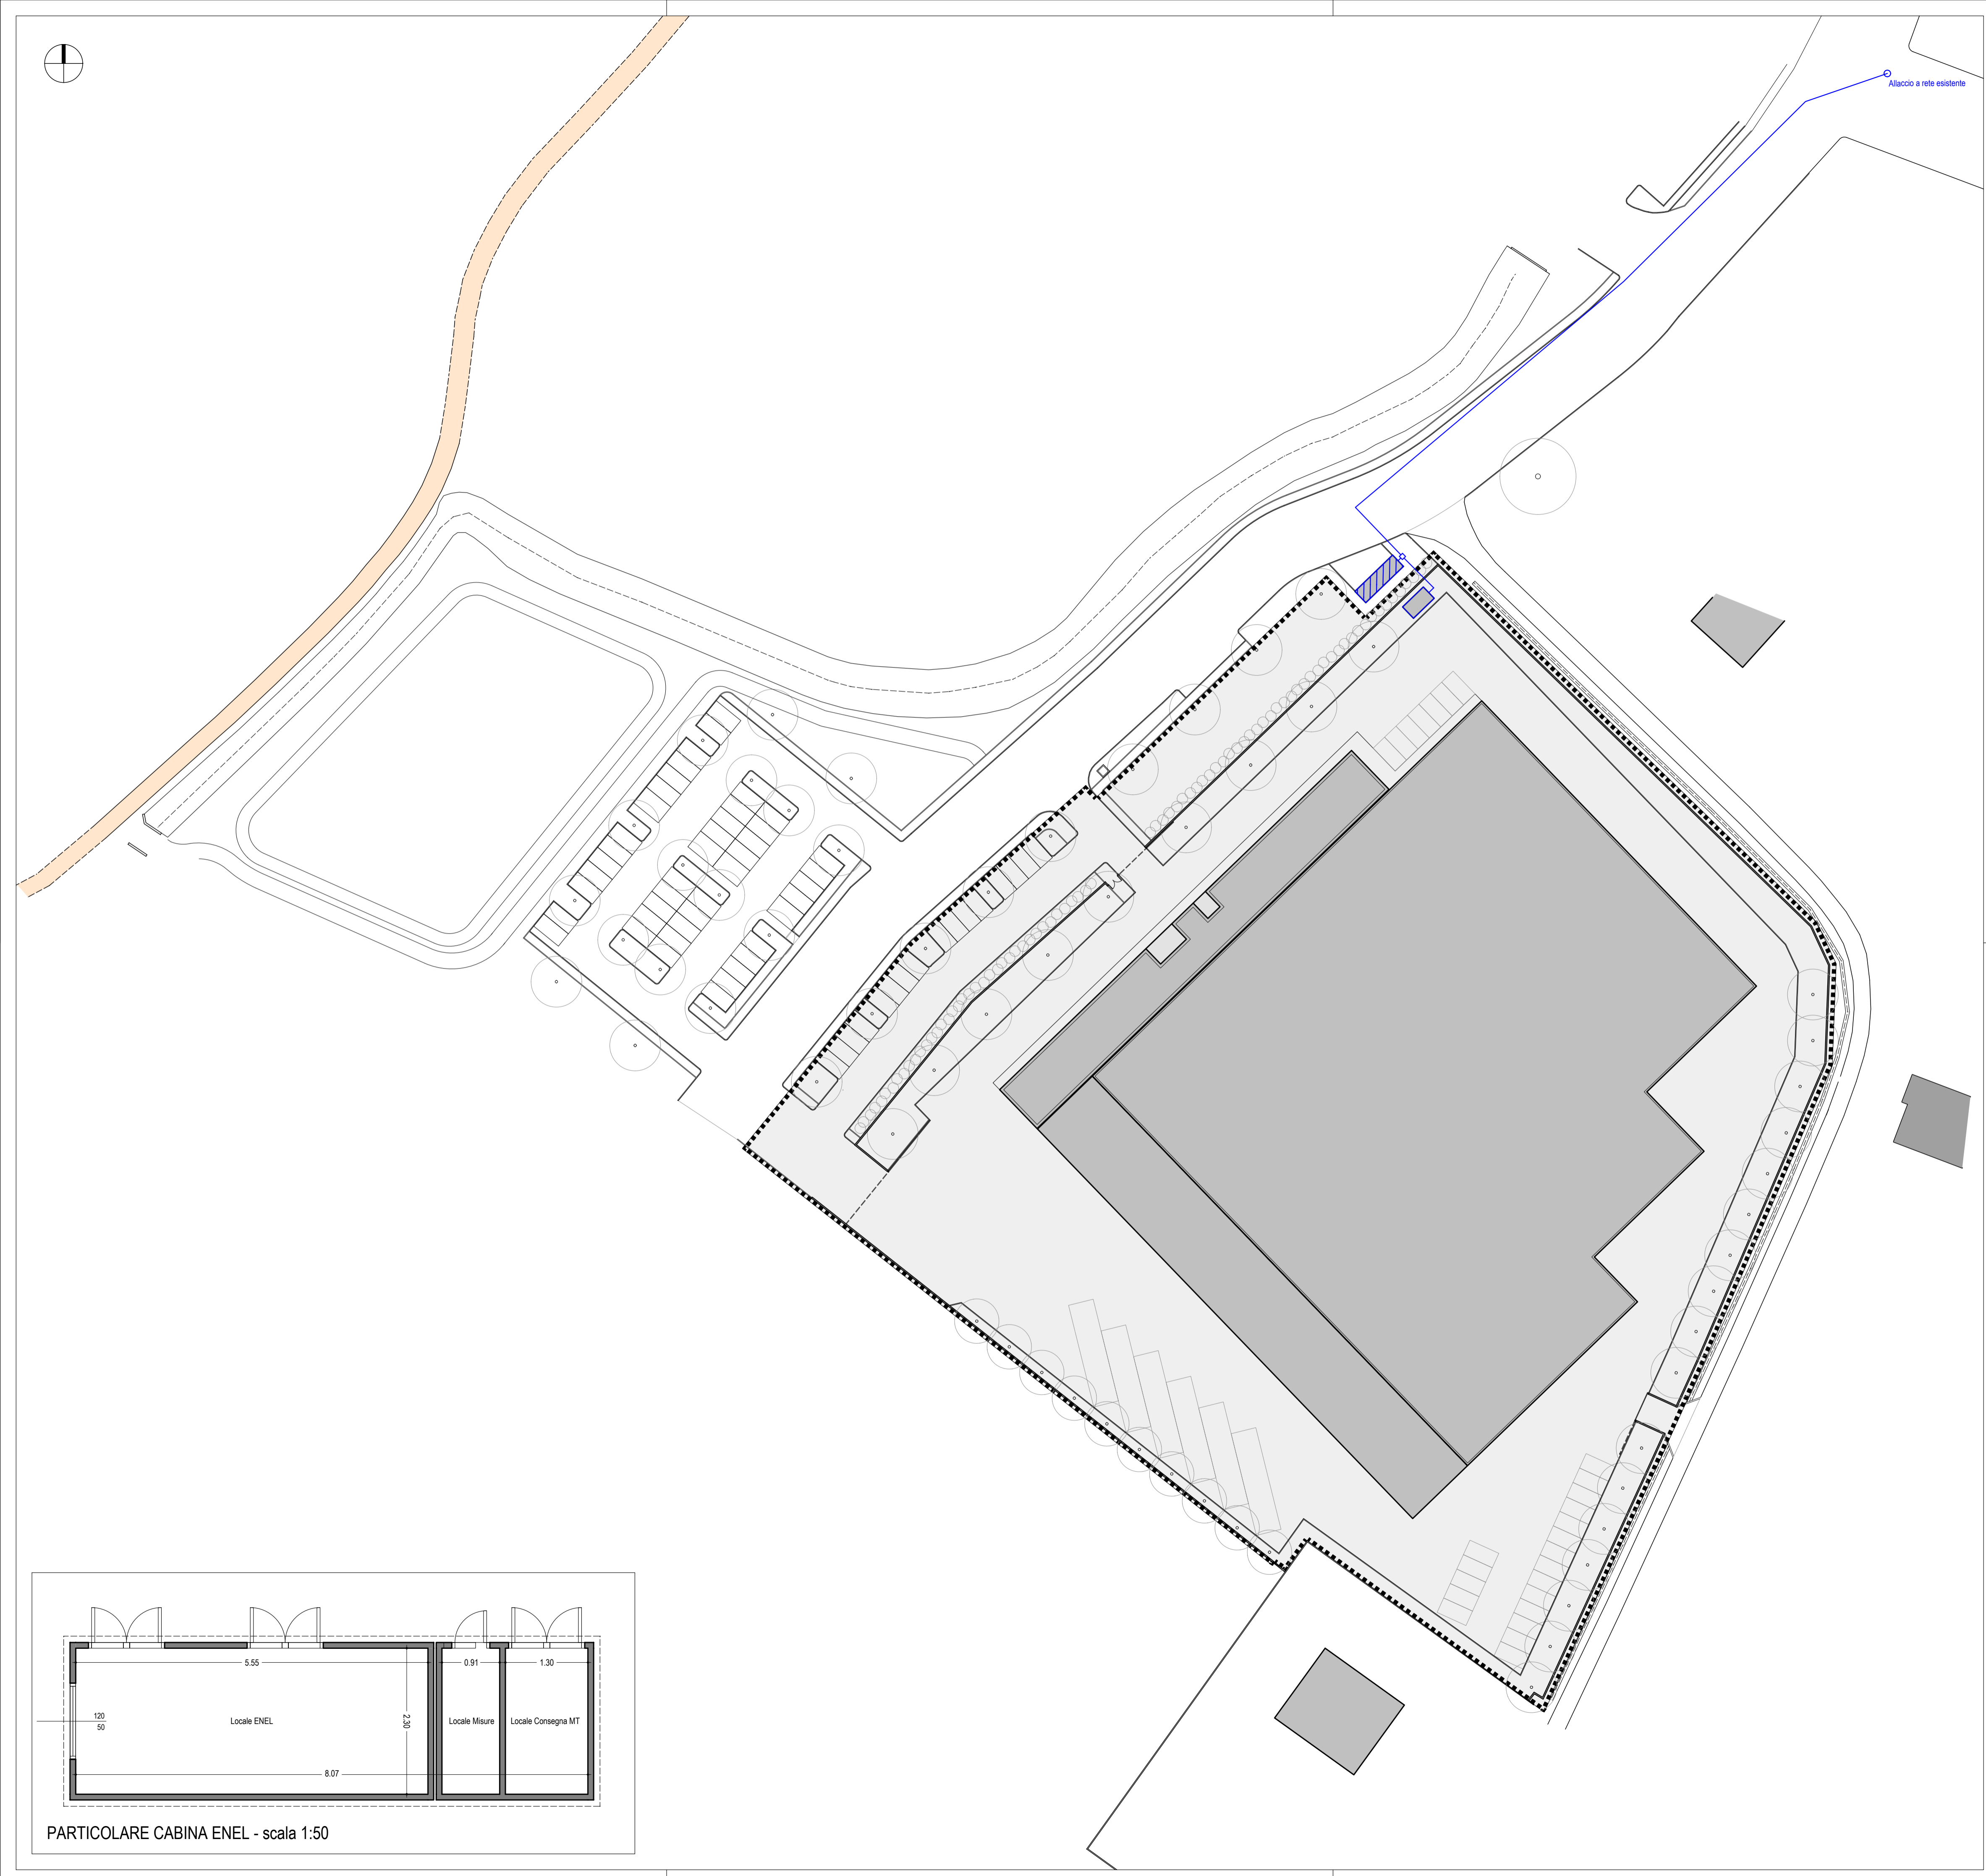 Allaccio a rete esistente
5.55
0.91
1.30
120
50
Locale ENEL
2.30
Locale Misure
Locale Consegna MT
8.07
PARTICOLARE CABINA ENEL - scala 1:50